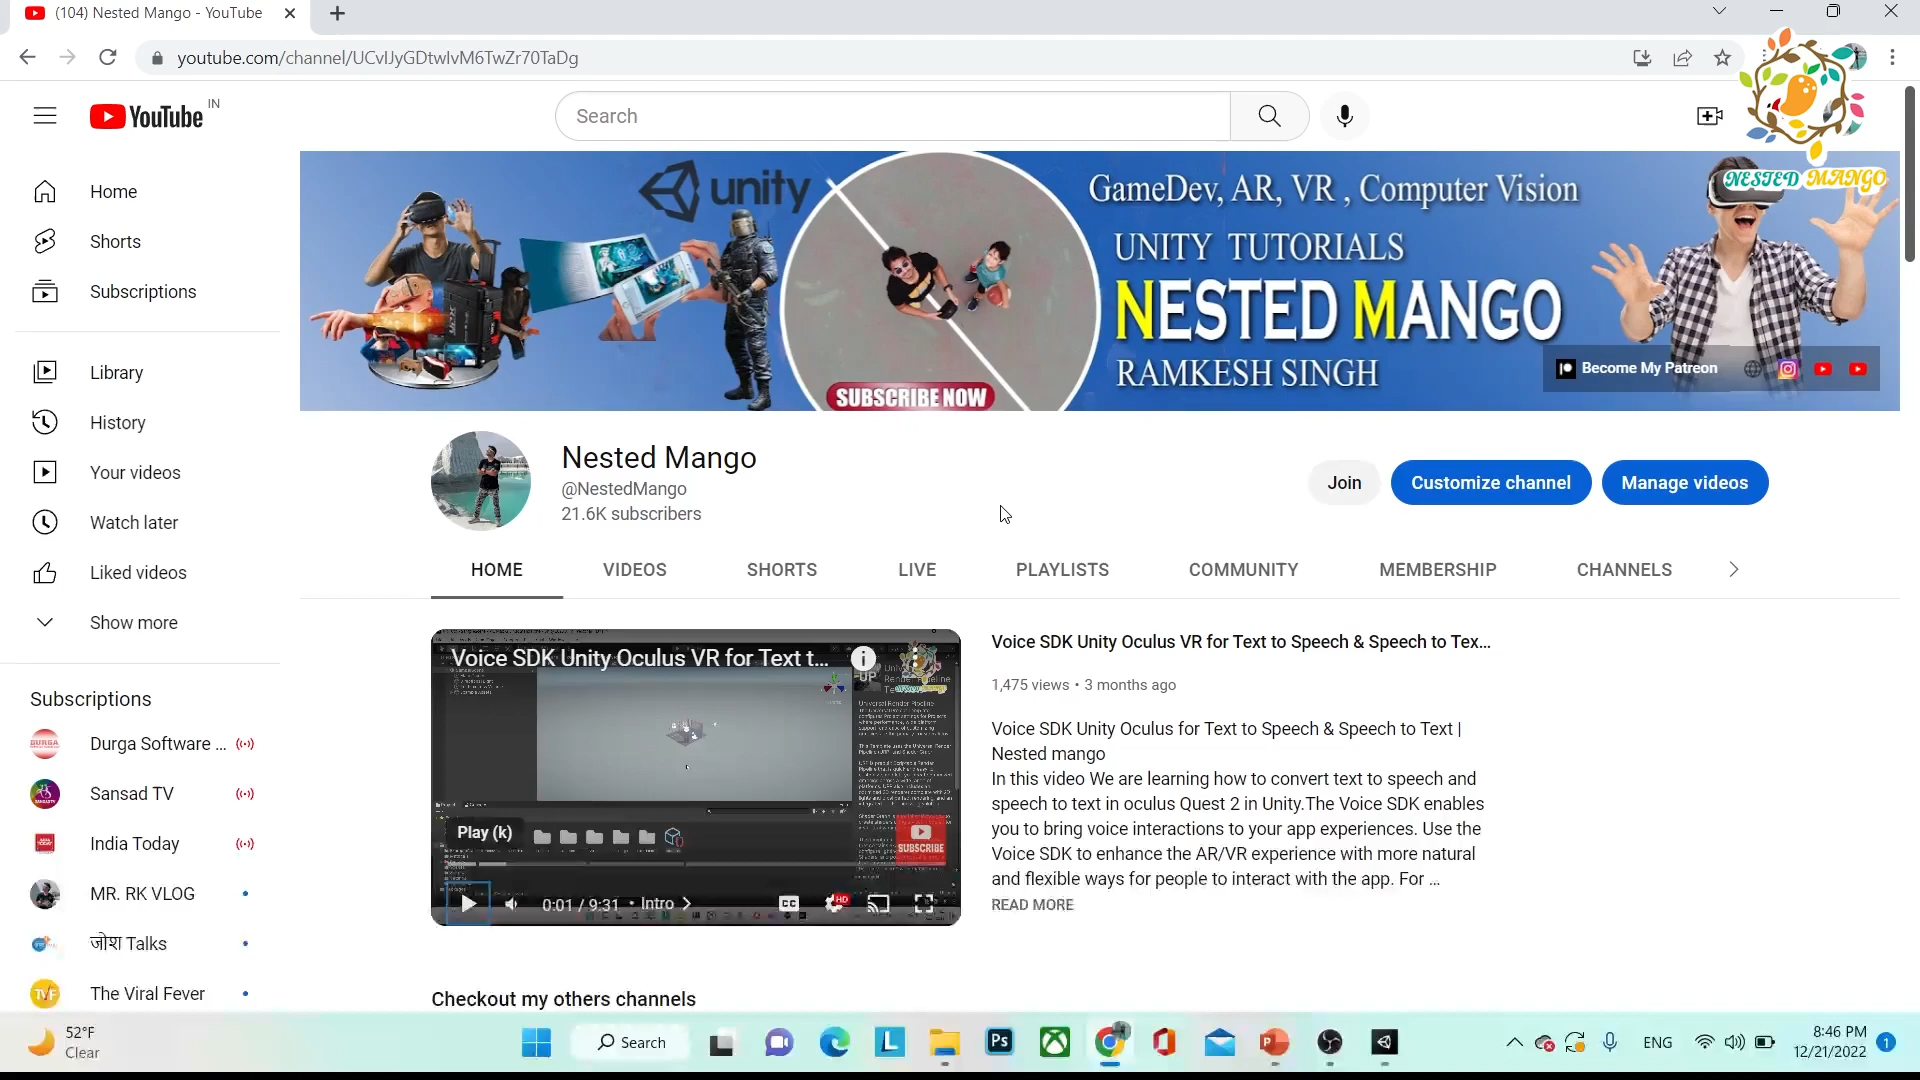 (104) Nested Mango - YouTube
youtube.com/channel/UCvIJyGDtwIvM6TwZr70TaDg
YouTube IN
Search
NESTED MANGO
unity
GameDev, AR, VR , Computer Vision
UNITY TUTORIALS
NESTED MANGO
RAMKESH SINGH
SUBSCRIBE NOW
Become My Patreon
Home
Shorts
Subscriptions
Library
History
Your videos
Watch later
Liked videos
Show more
Subscriptions
Durga Software ...
Sansad TV
India Today
MR. RK VLOG
जोश Talks
The Viral Fever
Nested Mango
@NestedMango
21.6K subscribers
Join
Customize channel
Manage videos
HOME
VIDEOS
SHORTS
LIVE
PLAYLISTS
COMMUNITY
MEMBERSHIP
CHANNELS
Voice SDK Unity Oculus VR for Text t...
Play (k)
SUBSCRIBE
0:01 / 9:31 • Intro
CC
HD
Voice SDK Unity Oculus VR for Text to Speech & Speech to Tex...
1,475 views • 3 months ago
Voice SDK Unity Oculus for Text to Speech & Speech to Text |
Nested mango
In this video We are learning how to convert text to speech and
speech to text in oculus Quest 2 in Unity.The Voice SDK enables
you to bring voice interactions to your app experiences. Use the
Voice SDK to enhance the AR/VR experience with more natural
and flexible ways for people to interact with the app. For ...
READ MORE
Checkout my others channels
52°F
Clear
Search
Ps
ENG
8:46 PM
12/21/2022
1